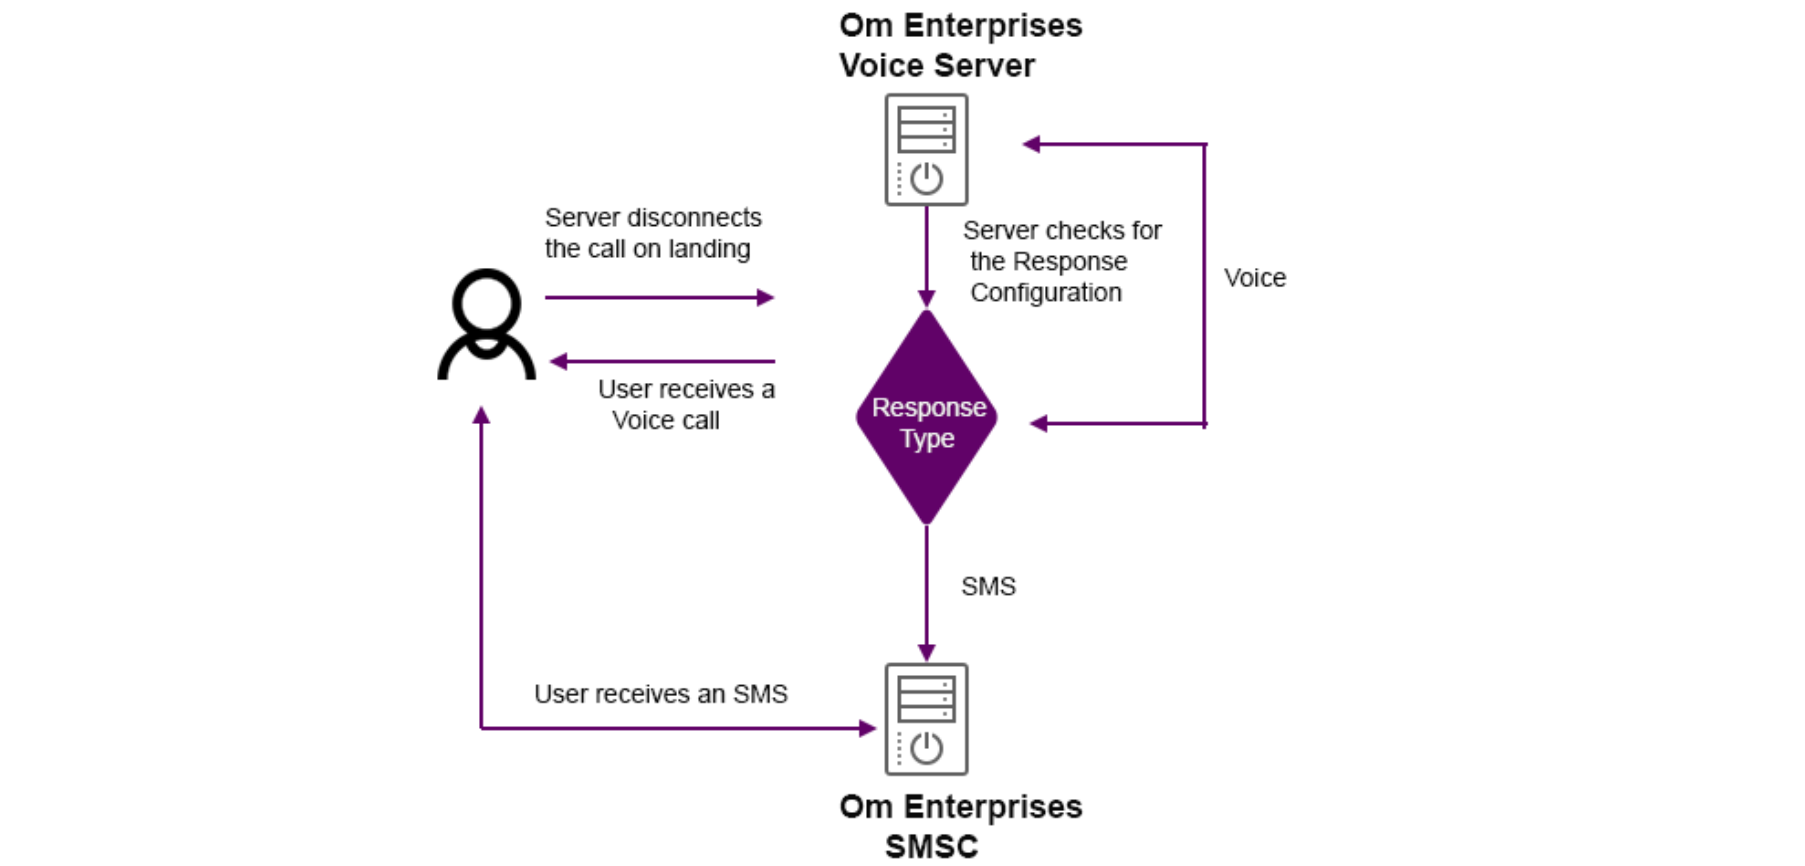 Om Enterprises
Voice Server
Server disconnects
the call on landing
Server checks for
the Response
Configuration
Voice
User receives a
Voice call
Response
Type
SMS
User receives an SMS
Om Enterprises
SMSC